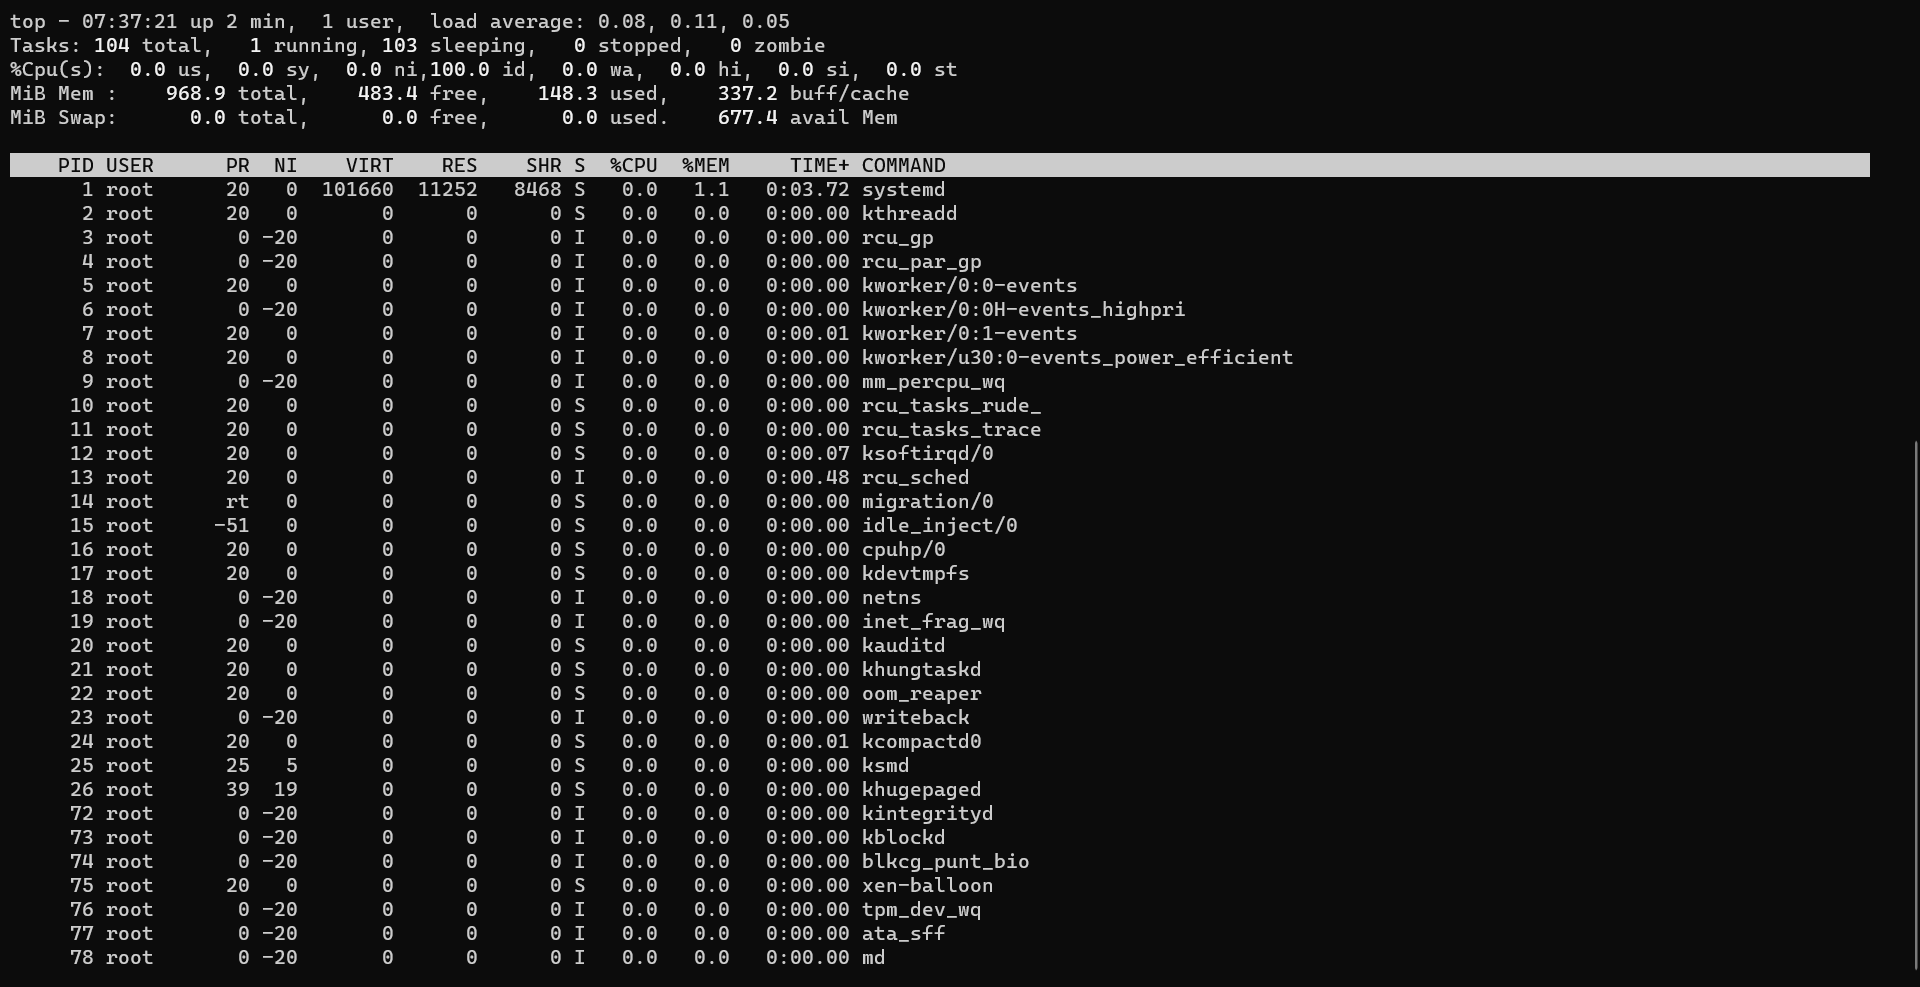 top - 07:37:21 up 2 min,  1 user,  load average: 0.08, 0.11, 0.05
Tasks: 104 total,   1 running, 103 sleeping,   0 stopped,   0 zombie
%Cpu(s):  0.0 us,  0.0 sy,  0.0 ni,100.0 id,  0.0 wa,  0.0 hi,  0.0 si,  0.0 st
MiB Mem :    968.9 total,    483.4 free,    148.3 used,    337.2 buff/cache
MiB Swap:      0.0 total,      0.0 free,      0.0 used.    677.4 avail Mem
    PID USER      PR  NI    VIRT    RES    SHR S  %CPU  %MEM     TIME+ COMMAND
      1 root      20   0  101660  11252   8468 S   0.0   1.1   0:03.72 systemd
      2 root      20   0       0      0      0 S   0.0   0.0   0:00.00 kthreadd
      3 root       0 -20       0      0      0 I   0.0   0.0   0:00.00 rcu_gp
      4 root       0 -20       0      0      0 I   0.0   0.0   0:00.00 rcu_par_gp
      5 root      20   0       0      0      0 I   0.0   0.0   0:00.00 kworker/0:0-events
      6 root       0 -20       0      0      0 I   0.0   0.0   0:00.00 kworker/0:0H-events_highpri
      7 root      20   0       0      0      0 I   0.0   0.0   0:00.01 kworker/0:1-events
      8 root      20   0       0      0      0 I   0.0   0.0   0:00.00 kworker/u30:0-events_power_efficient
      9 root       0 -20       0      0      0 I   0.0   0.0   0:00.00 mm_percpu_wq
     10 root      20   0       0      0      0 S   0.0   0.0   0:00.00 rcu_tasks_rude_
     11 root      20   0       0      0      0 S   0.0   0.0   0:00.00 rcu_tasks_trace
     12 root      20   0       0      0      0 S   0.0   0.0   0:00.07 ksoftirqd/0
     13 root      20   0       0      0      0 I   0.0   0.0   0:00.48 rcu_sched
     14 root      rt   0       0      0      0 S   0.0   0.0   0:00.00 migration/0
     15 root     -51   0       0      0      0 S   0.0   0.0   0:00.00 idle_inject/0
     16 root      20   0       0      0      0 S   0.0   0.0   0:00.00 cpuhp/0
     17 root      20   0       0      0      0 S   0.0   0.0   0:00.00 kdevtmpfs
     18 root       0 -20       0      0      0 I   0.0   0.0   0:00.00 netns
     19 root       0 -20       0      0      0 I   0.0   0.0   0:00.00 inet_frag_wq
     20 root      20   0       0      0      0 S   0.0   0.0   0:00.00 kauditd
     21 root      20   0       0      0      0 S   0.0   0.0   0:00.00 khungtaskd
     22 root      20   0       0      0      0 S   0.0   0.0   0:00.00 oom_reaper
     23 root       0 -20       0      0      0 I   0.0   0.0   0:00.00 writeback
     24 root      20   0       0      0      0 S   0.0   0.0   0:00.01 kcompactd0
     25 root      25   5       0      0      0 S   0.0   0.0   0:00.00 ksmd
     26 root      39  19       0      0      0 S   0.0   0.0   0:00.00 khugepaged
     72 root       0 -20       0      0      0 I   0.0   0.0   0:00.00 kintegrityd
     73 root       0 -20       0      0      0 I   0.0   0.0   0:00.00 kblockd
     74 root       0 -20       0      0      0 I   0.0   0.0   0:00.00 blkcg_punt_bio
     75 root      20   0       0      0      0 S   0.0   0.0   0:00.00 xen-balloon
     76 root       0 -20       0      0      0 I   0.0   0.0   0:00.00 tpm_dev_wq
     77 root       0 -20       0      0      0 I   0.0   0.0   0:00.00 ata_sff
     78 root       0 -20       0      0      0 I   0.0   0.0   0:00.00 md